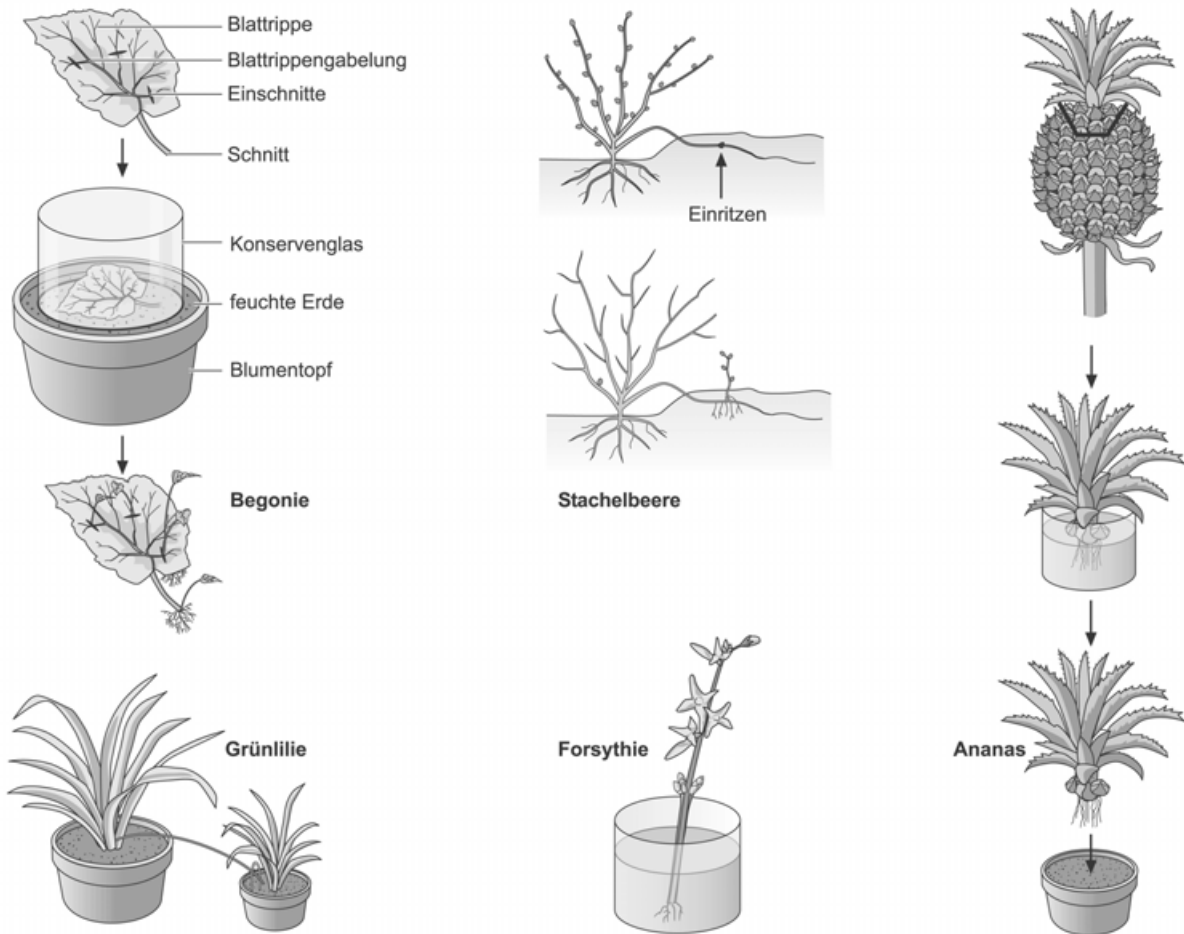 Blattrippe
Blattrippengabelung
Einschnitte
Schnitt
Konservenglas
feuchte Erde
Blumentopf
Begonie
Einritzen
Stachelbeere
Grünlilie
Forsythie
Ananas